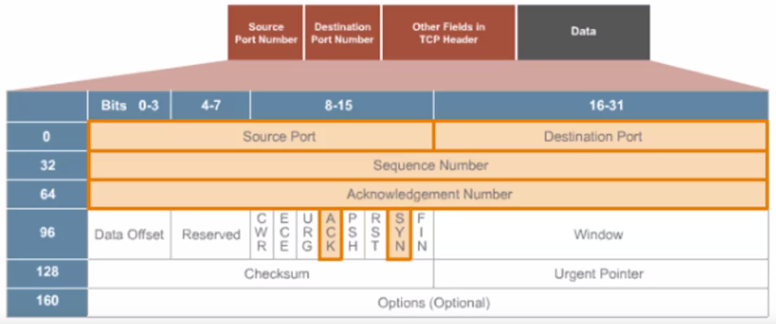 Source Port Number
Destination Port Number
Other Fields in TCP Header
Data
Bits 0-3 4-7 8-15 16-31
0 Source Port Destination Port
32 Sequence Number
64 Acknowledgement Number
96 Data Offset Reserved CWR ECE URG ACK PSH RST SYN FIN Window
128 Checksum Urgent Pointer
160 Options (Optional)